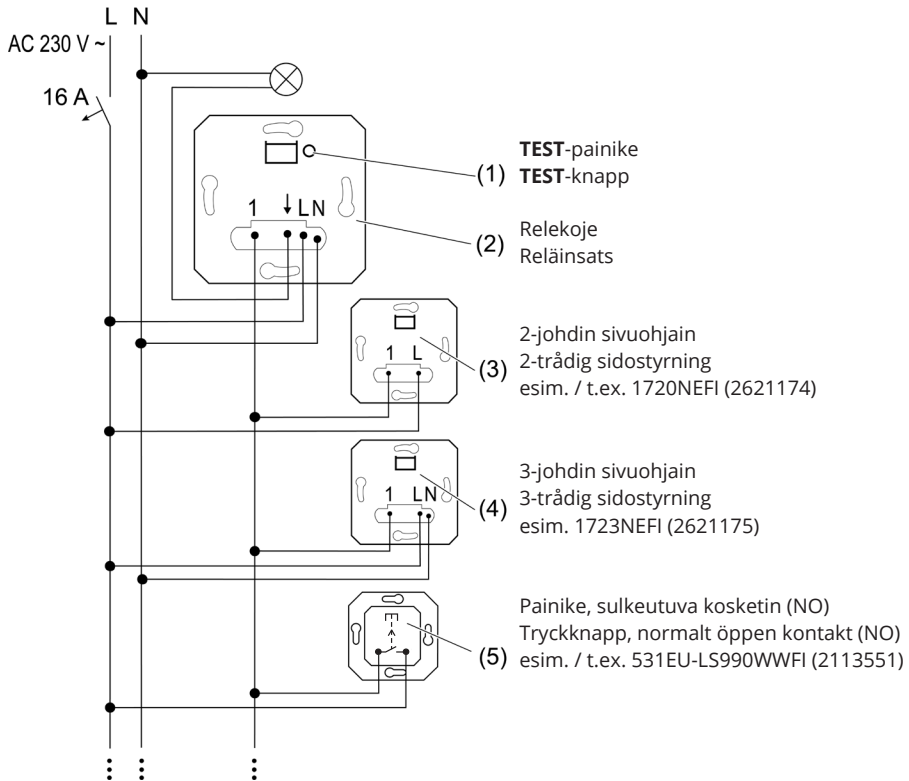 L N
AC 230 V ~
16 A
(1) TEST-painike
TEST-knapp
1 ↓ L N
(2) Relekoje
Reläinsats
1 L
(3) 2-johdin sivuohjain
2-trådig sidostyrning
esim. / t.ex. 1720NEFI (2621174)
1 L N
(4) 3-johdin sivuohjain
3-trådig sidostyrning
esim. 1723NEFI (2621175)
(5) Painike, sulkeutuva kosketin (NO)
Tryckknapp, normalt öppen kontakt (NO)
esim. / t.ex. 531EU-LS990WWFI (2113551)